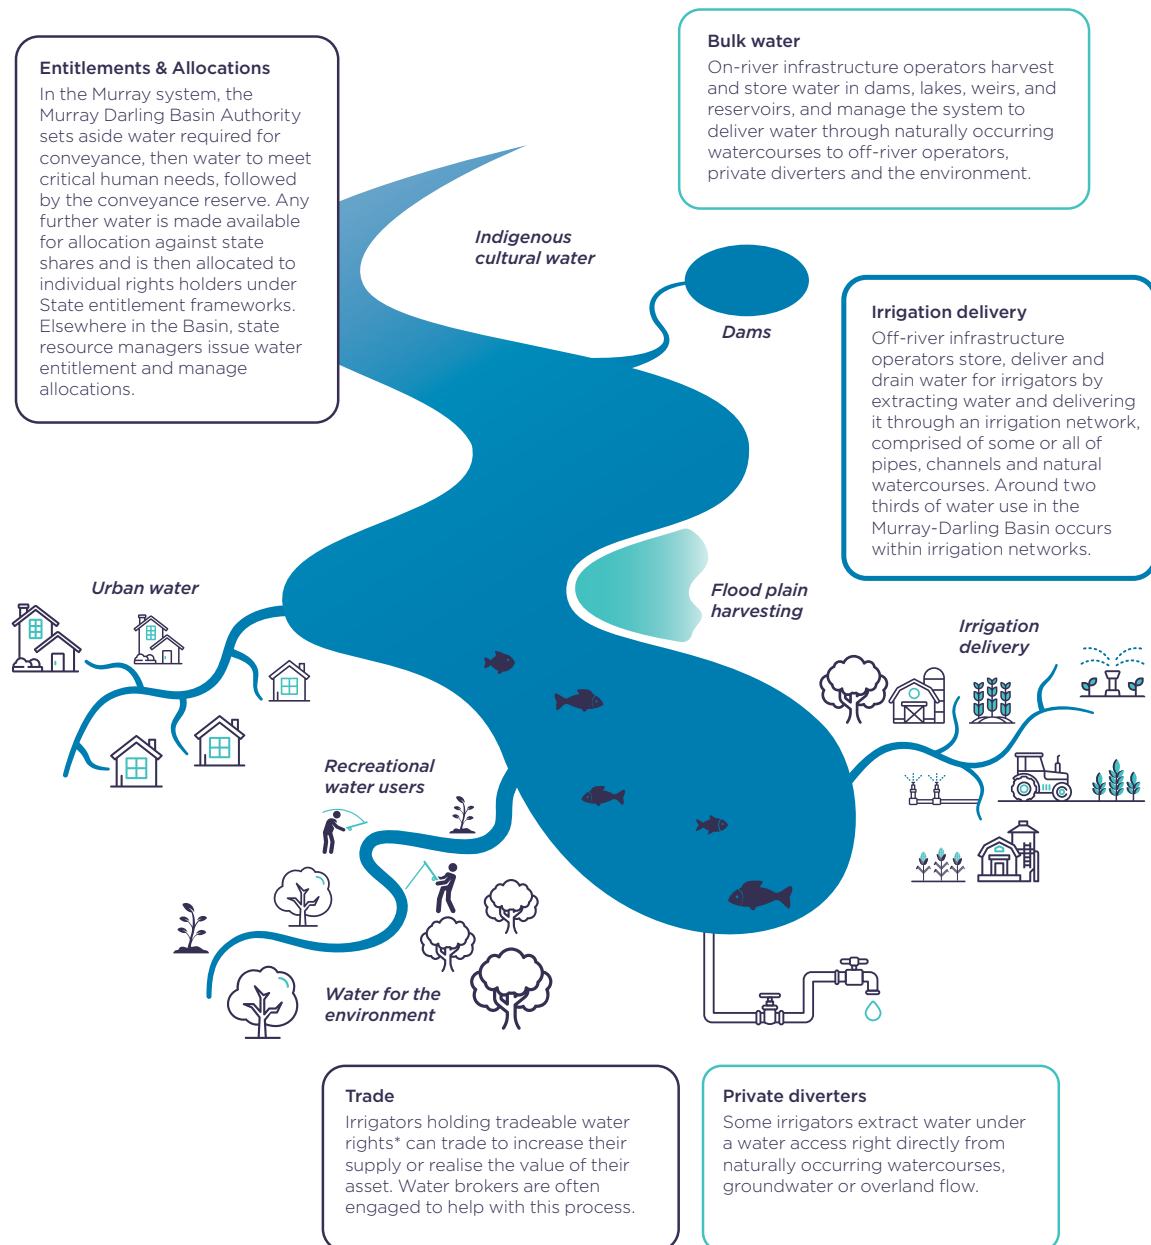 Entitlements & Allocations
In the Murray system, the
Murray Darling Basin Authority
sets aside water required for
conveyance, then water to meet
critical human needs, followed
by the conveyance reserve. Any
further water is made available
for allocation against state
shares and is then allocated to
individual rights holders under
State entitlement frameworks.
Elsewhere in the Basin, state
resource managers issue water
entitlement and manage
allocations.
Bulk water
On-river infrastructure operators harvest
and store water in dams, lakes, weirs, and
reservoirs, and manage the system to
deliver water through naturally occurring
watercourses to off-river operators,
private diverters and the environment.
Indigenous
cultural water
Dams
Irrigation delivery
Off-river infrastructure
operators store, deliver and
drain water for irrigators by
extracting water and delivering
it through an irrigation network,
comprised of some or all of
pipes, channels and natural
watercourses. Around two
thirds of water use in the
Murray-Darling Basin occurs
within irrigation networks.
Urban water
Flood plain
harvesting
Irrigation
delivery
Recreational
water users
Water for the
environment
Trade
Irrigators holding tradeable water
rights* can trade to increase their
supply or realise the value of their
asset. Water brokers are often
engaged to help with this process.
Private diverters
Some irrigators extract water under
a water access right directly from
naturally occurring watercourses,
groundwater or overland flow.